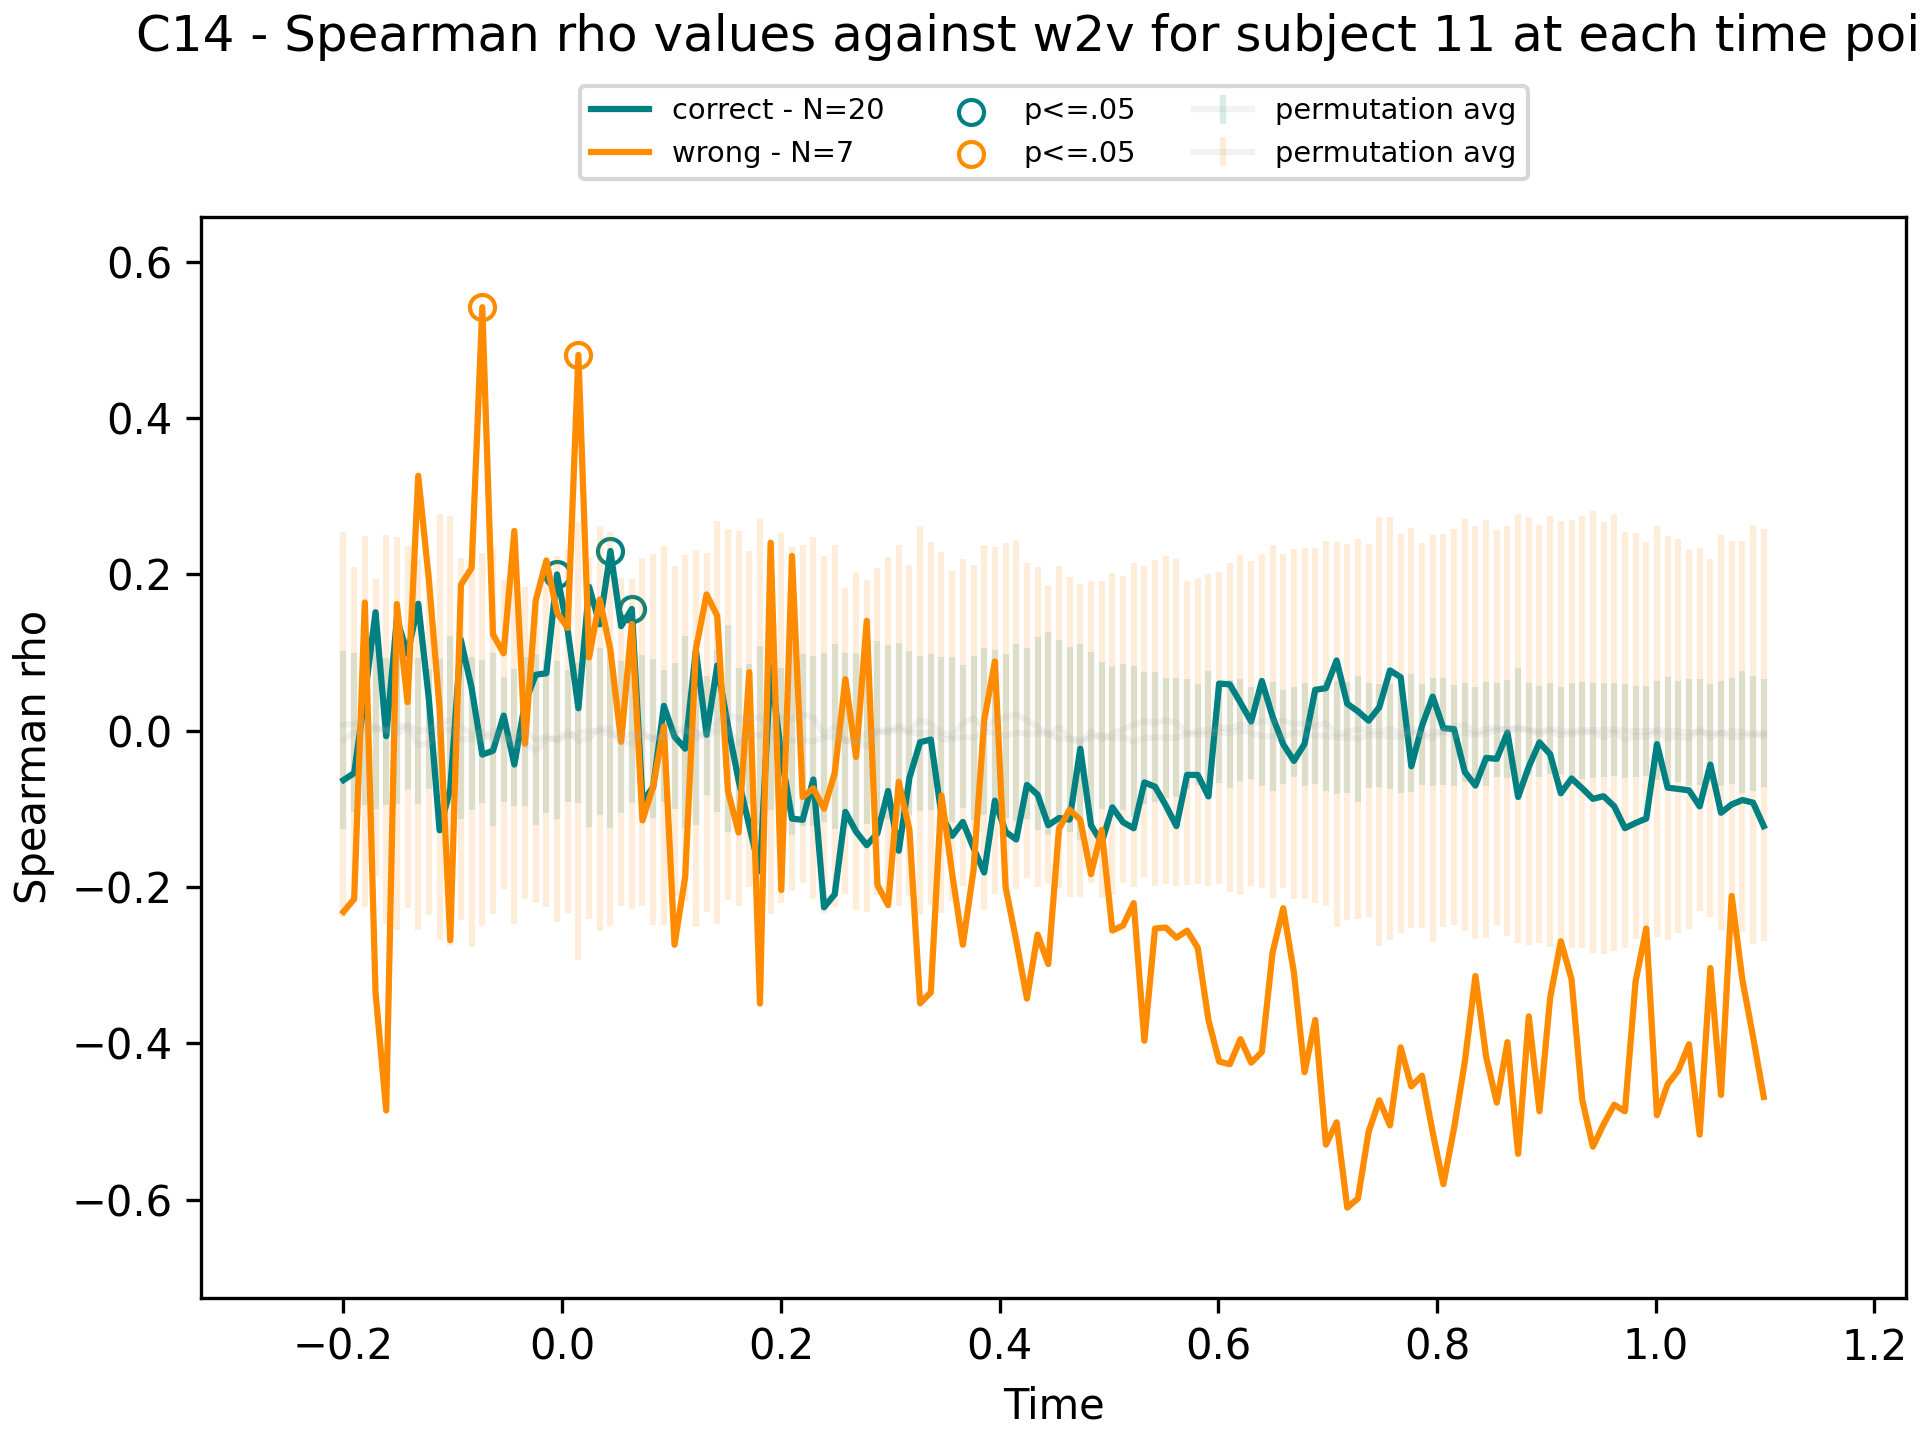 C14 - Spearman rho values against w2v for subject 11 at each time poi
correct - N=20 p<=.05 permutation avg
wrong - N=7 p<=.05 permutation avg
0.6
0.4
0.2
0.0
−0.2
−0.4
−0.6
Spearman rho
−0.2 0.0 0.2 0.4 0.6 0.8 1.0 1.2
Time